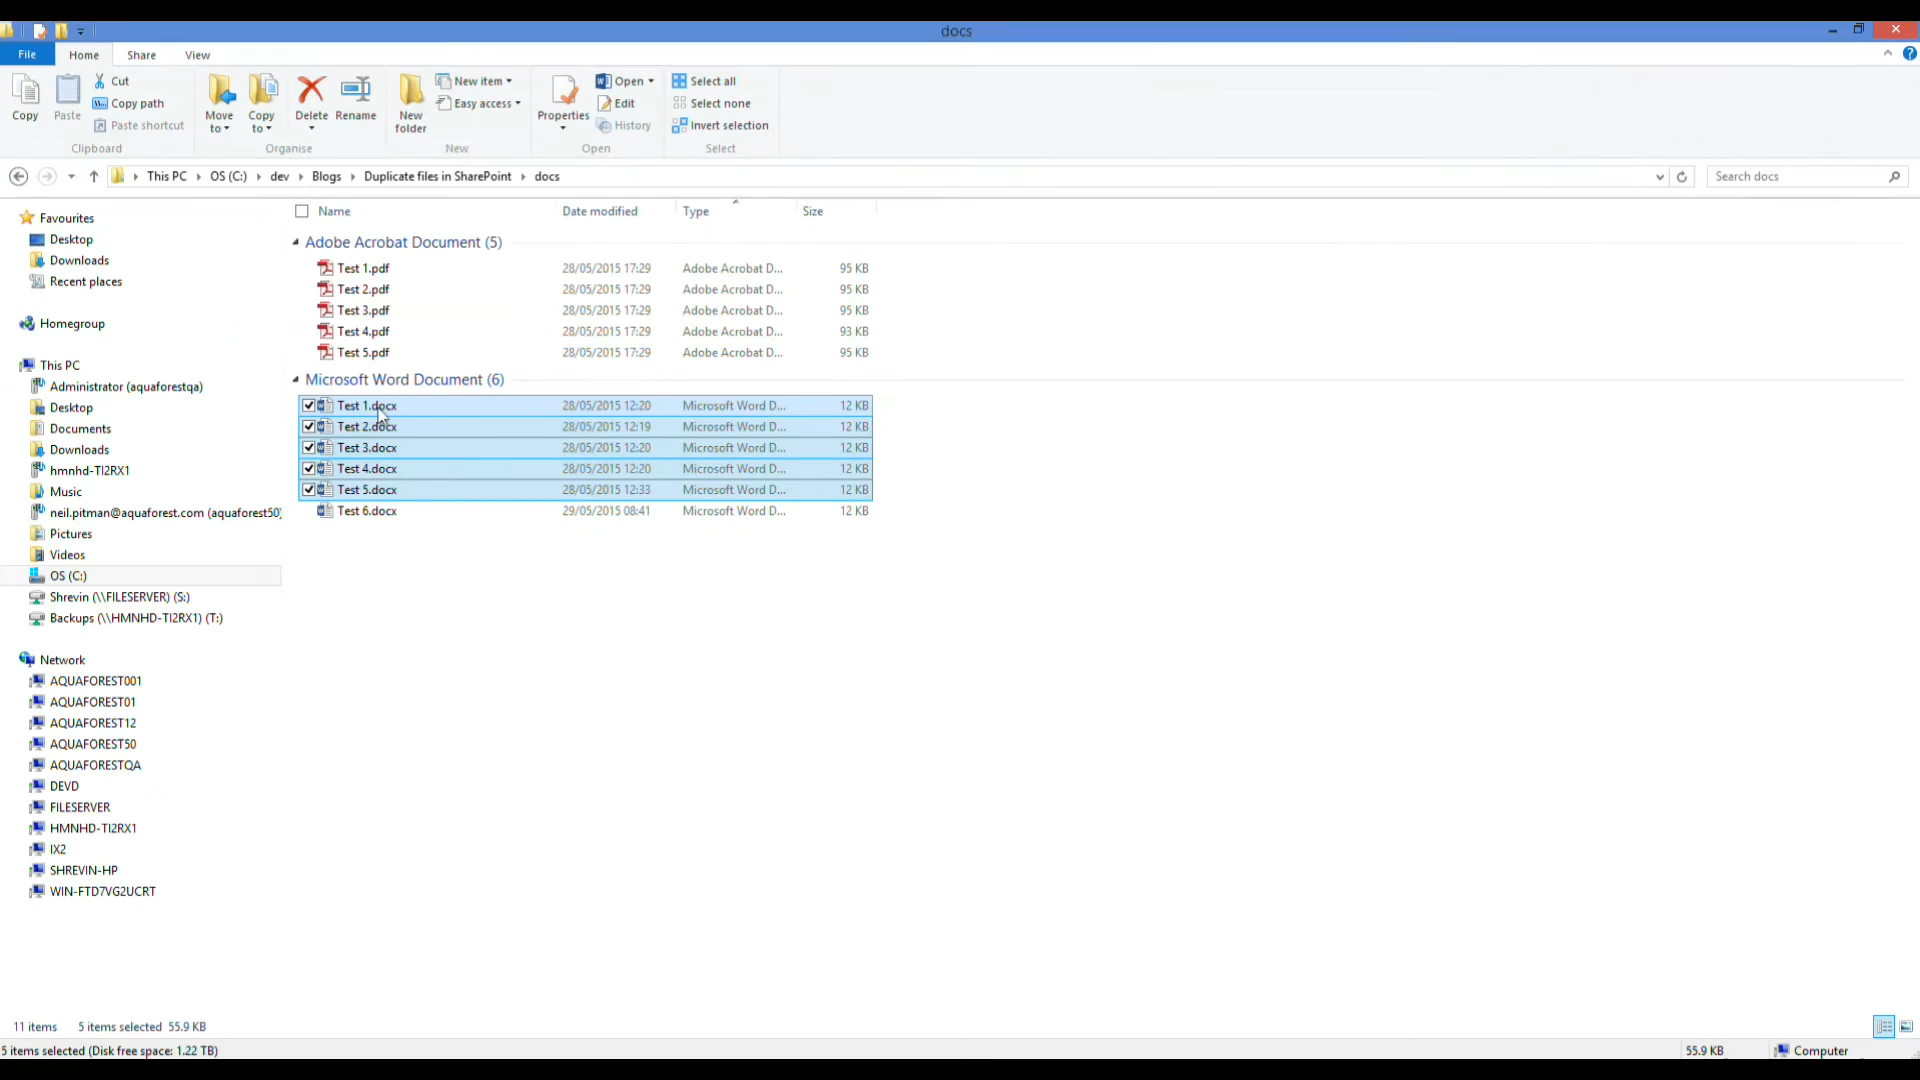 docs
File Home Share View
Copy
Paste
Cut
Copy path
Paste shortcut
Clipboard
Move to
Copy to
Delete
Rename
Organise
New folder
New item
Easy access
New
Properties
Open
Edit
History
Open
Select all
Select none
Invert selection
Select
This PC OS (C:) dev Blogs Duplicate files in SharePoint docs
Search docs
Favourites
Desktop
Downloads
Recent places
Homegroup
This PC
Administrator (aquaforestqa)
Desktop
Documents
Downloads
hmnhd-TI2RX1
Music
neil.pitman@aquaforest.com (aquaforest50)
Pictures
Videos
OS (C:)
Shrevin (\\FILESERVER) (S:)
Backups (\\HMNHD-TI2RX1) (T:)
Network
AQUAFOREST001
AQUAFOREST01
AQUAFOREST12
AQUAFOREST50
AQUAFORESTQA
DEVD
FILESERVER
HMNHD-TI2RX1
IX2
SHREVIN-HP
WIN-FTD7VG2UCRT
Name Date modified Type Size
Adobe Acrobat Document (5)
Test 1.pdf 28/05/2015 17:29 Adobe Acrobat D... 95 KB
Test 2.pdf 28/05/2015 17:29 Adobe Acrobat D... 95 KB
Test 3.pdf 28/05/2015 17:29 Adobe Acrobat D... 95 KB
Test 4.pdf 28/05/2015 17:29 Adobe Acrobat D... 93 KB
Test 5.pdf 28/05/2015 17:29 Adobe Acrobat D... 95 KB
Microsoft Word Document (6)
Test 1.docx 28/05/2015 12:20 Microsoft Word D... 12 KB
Test 2.docx 28/05/2015 12:19 Microsoft Word D... 12 KB
Test 3.docx 28/05/2015 12:20 Microsoft Word D... 12 KB
Test 4.docx 28/05/2015 12:20 Microsoft Word D... 12 KB
Test 5.docx 28/05/2015 12:33 Microsoft Word D... 12 KB
Test 6.docx 29/05/2015 08:41 Microsoft Word D... 12 KB
11 items 5 items selected 55.9 KB
5 items selected (Disk free space: 1.22 TB) 55.9 KB Computer